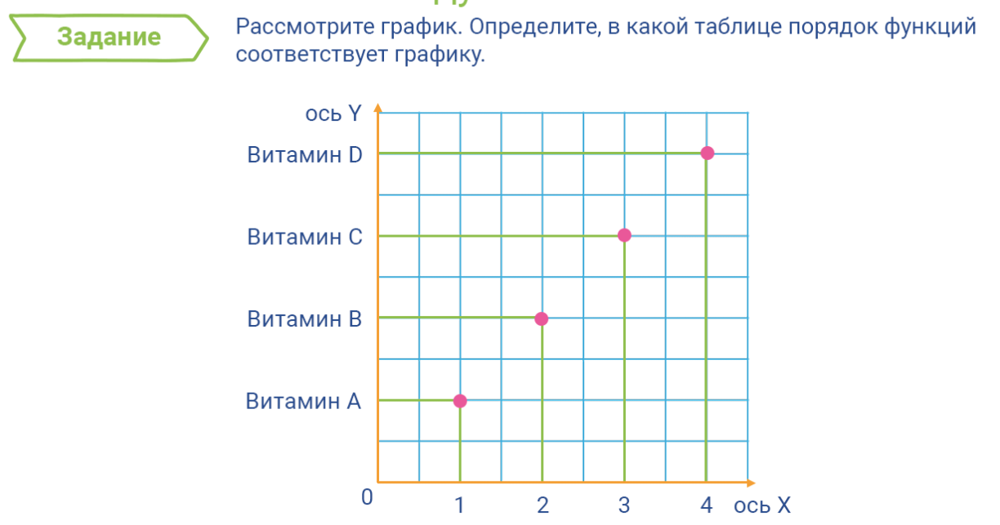 Задание
Рассмотрите график. Определите, в какой таблице порядок функций
соответствует графику.
ось Y
Витамин D
Витамин C
Витамин B
Витамин A
0
1 2 3 4 ось X